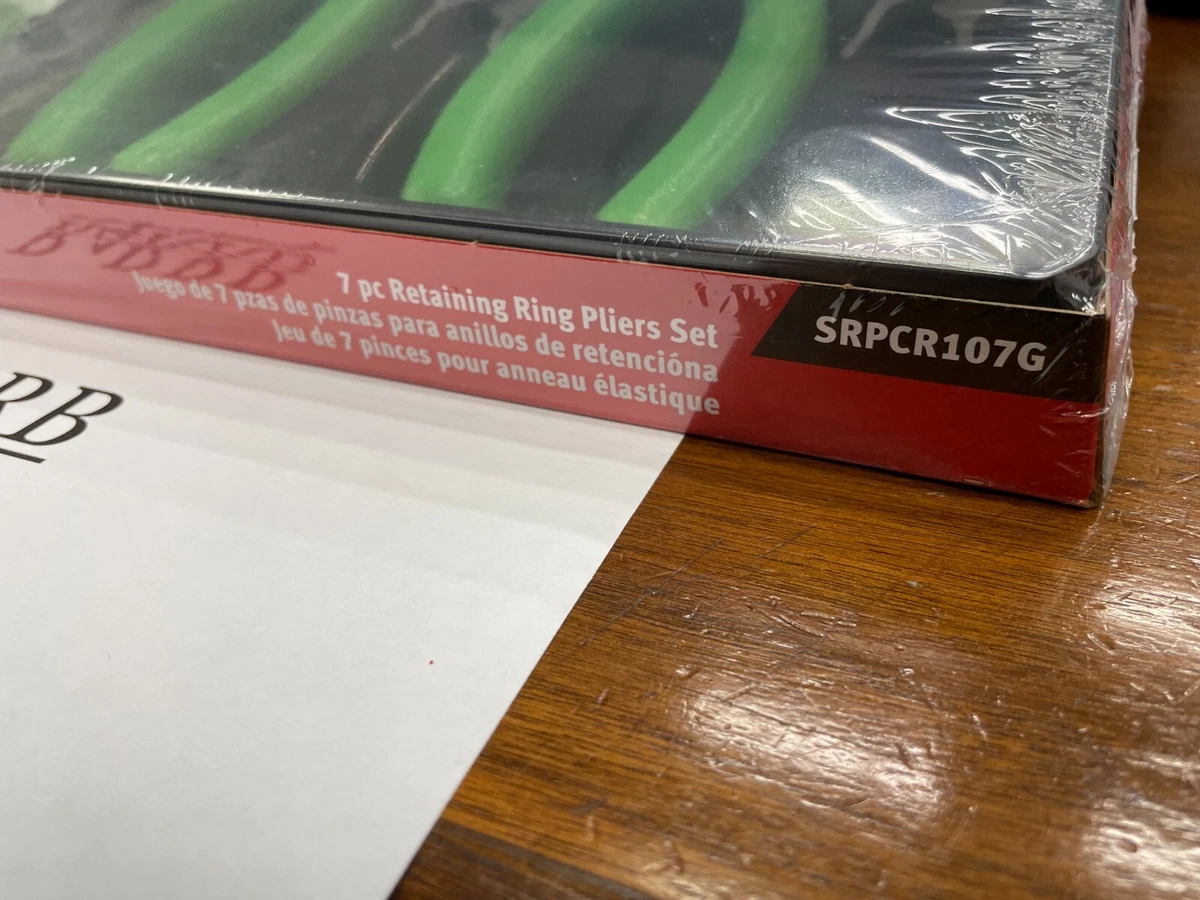 7 pc Retaining Ring Pliers Set
Juego de 7 pzas de pinzas para anillos de retencióna
Jeu de 7 pinces pour anneau élastique
SRPCR107G
RB